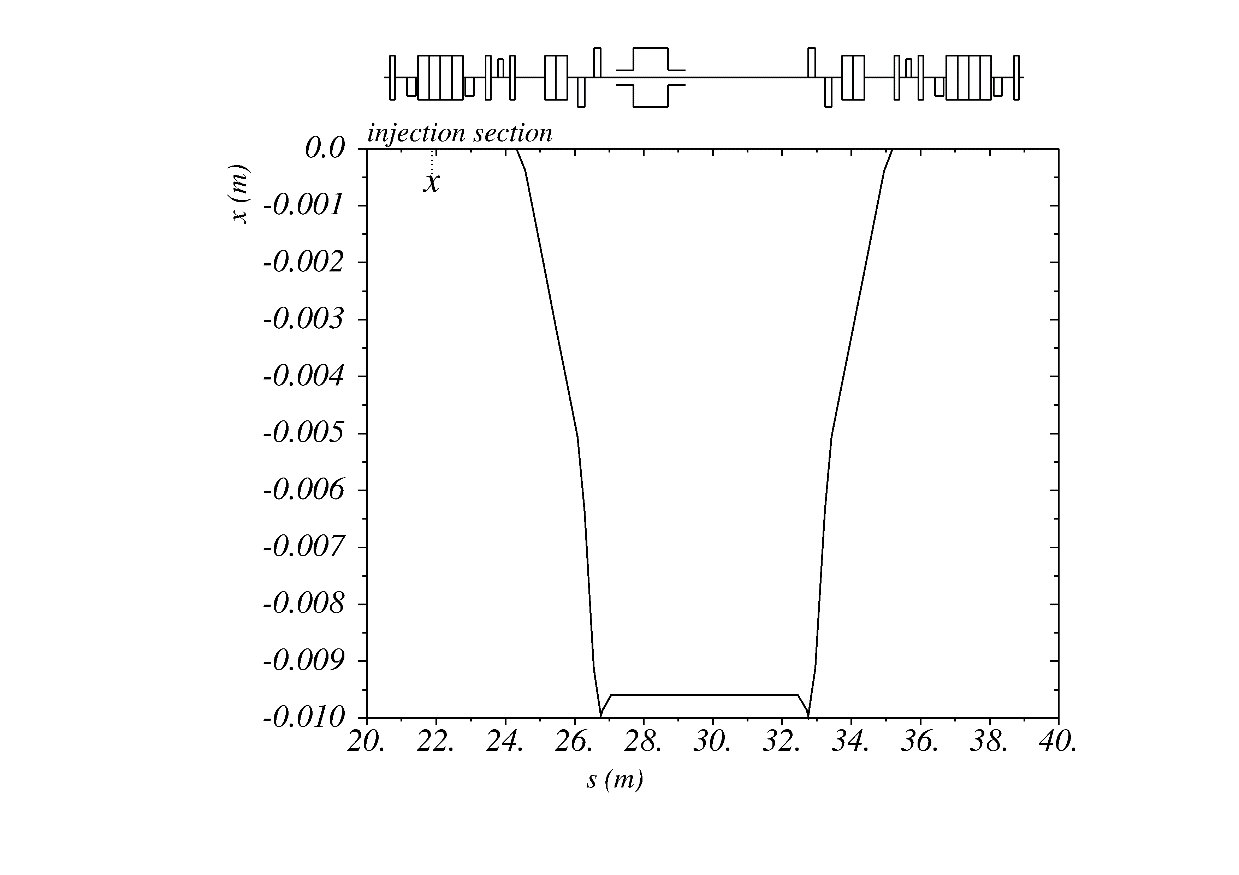 injection section
0.0
x
x (m)
-0.001
-0.002
-0.003
-0.004
-0.005
-0.006
-0.007
-0.008
-0.009
-0.010
20. 22. 24. 26. 28. 30. 32. 34. 36. 38. 40.
s (m)